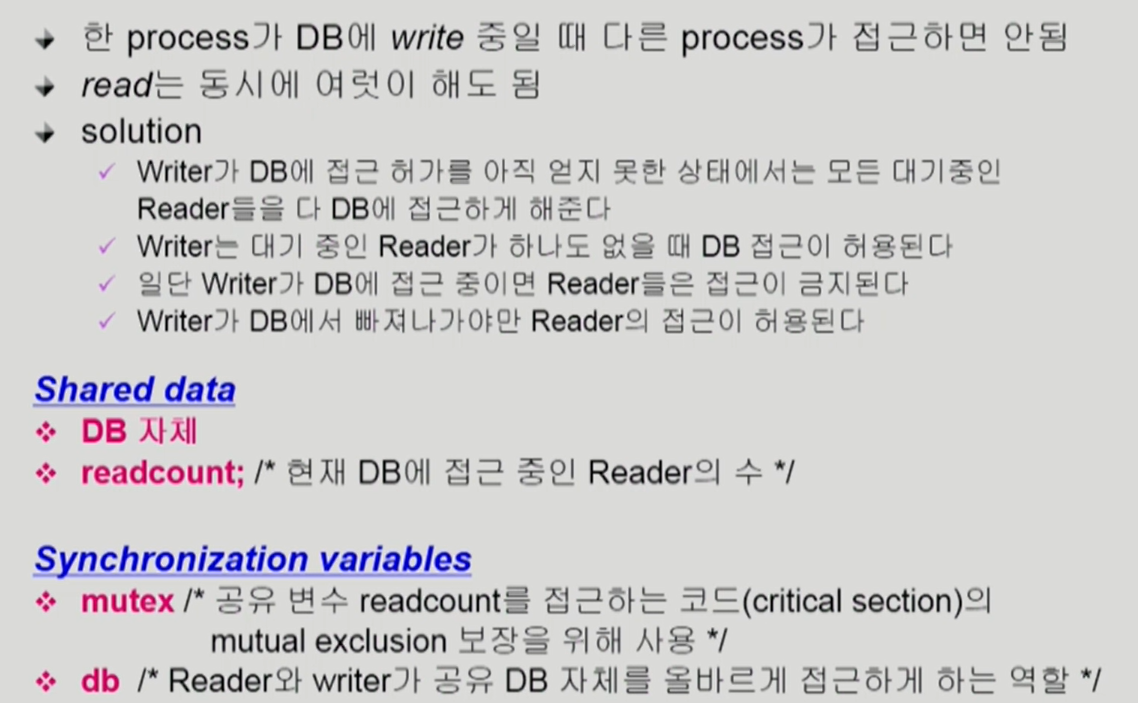 한 process가 DB에 write 중일 때 다른 process가 접근하면 안됨
read는 동시에 여럿이 해도 됨
solution
✓ Writer가 DB에 접근 허가를 아직 얻지 못한 상태에서는 모든 대기중인
Reader들을 다 DB에 접근하게 해준다
✓ Writer는 대기 중인 Reader가 하나도 없을 때 DB 접근이 허용된다
✓ 일단 Writer가 DB에 접근 중이면 Reader들은 접근이 금지된다
✓ Writer가 DB에서 빠져나가야만 Reader의 접근이 허용된다
Shared data
❖ DB 자체
❖ readcount; /* 현재 DB에 접근 중인 Reader의 수 */
Synchronization variables
❖ mutex /* 공유 변수 readcount를 접근하는 코드(critical section)의
mutual exclusion 보장을 위해 사용 */
❖ db /* Reader와 writer가 공유 DB 자체를 올바르게 접근하게 하는 역할 */